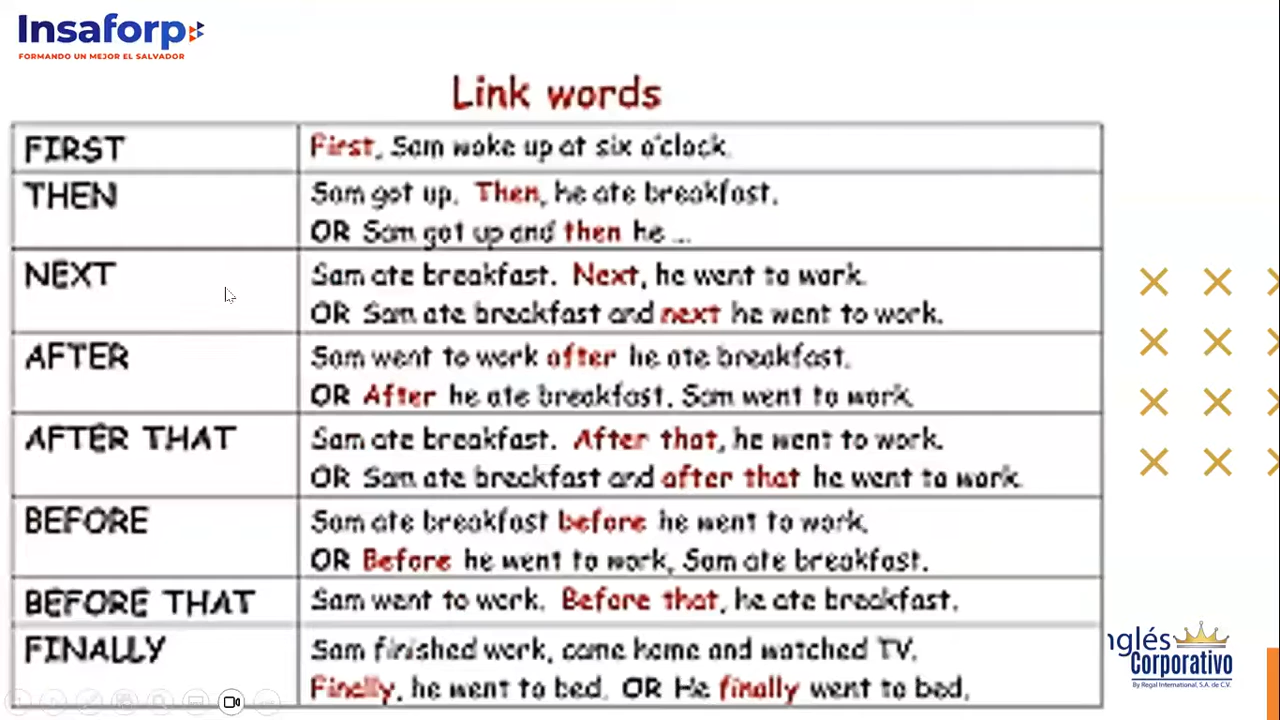 Insaforp
FORMANDO UN MEJOR EL SALVADOR
Link words
FIRST
First, Sam woke up at six o'clock.
THEN
Sam got up. Then, he ate breakfast.
OR Sam got up and then he ...
NEXT
Sam ate breakfast. Next, he went to work.
OR Sam ate breakfast and next he went to work.
AFTER
Sam went to work after he ate breakfast.
OR After he ate breakfast, Sam went to work.
AFTER THAT
Sam ate breakfast. After that, he went to work.
OR Sam ate breakfast and after that he went to work.
BEFORE
Sam ate breakfast before he went to work.
OR Before he went to work, Sam ate breakfast.
BEFORE THAT
Sam went to work. Before that, he ate breakfast.
FINALLY
Sam finished work, came home and watched TV.
Finally, he went to bed. OR He finally went to bed.
nglés
Corporativo
By Regal International, S.A. de C.V.